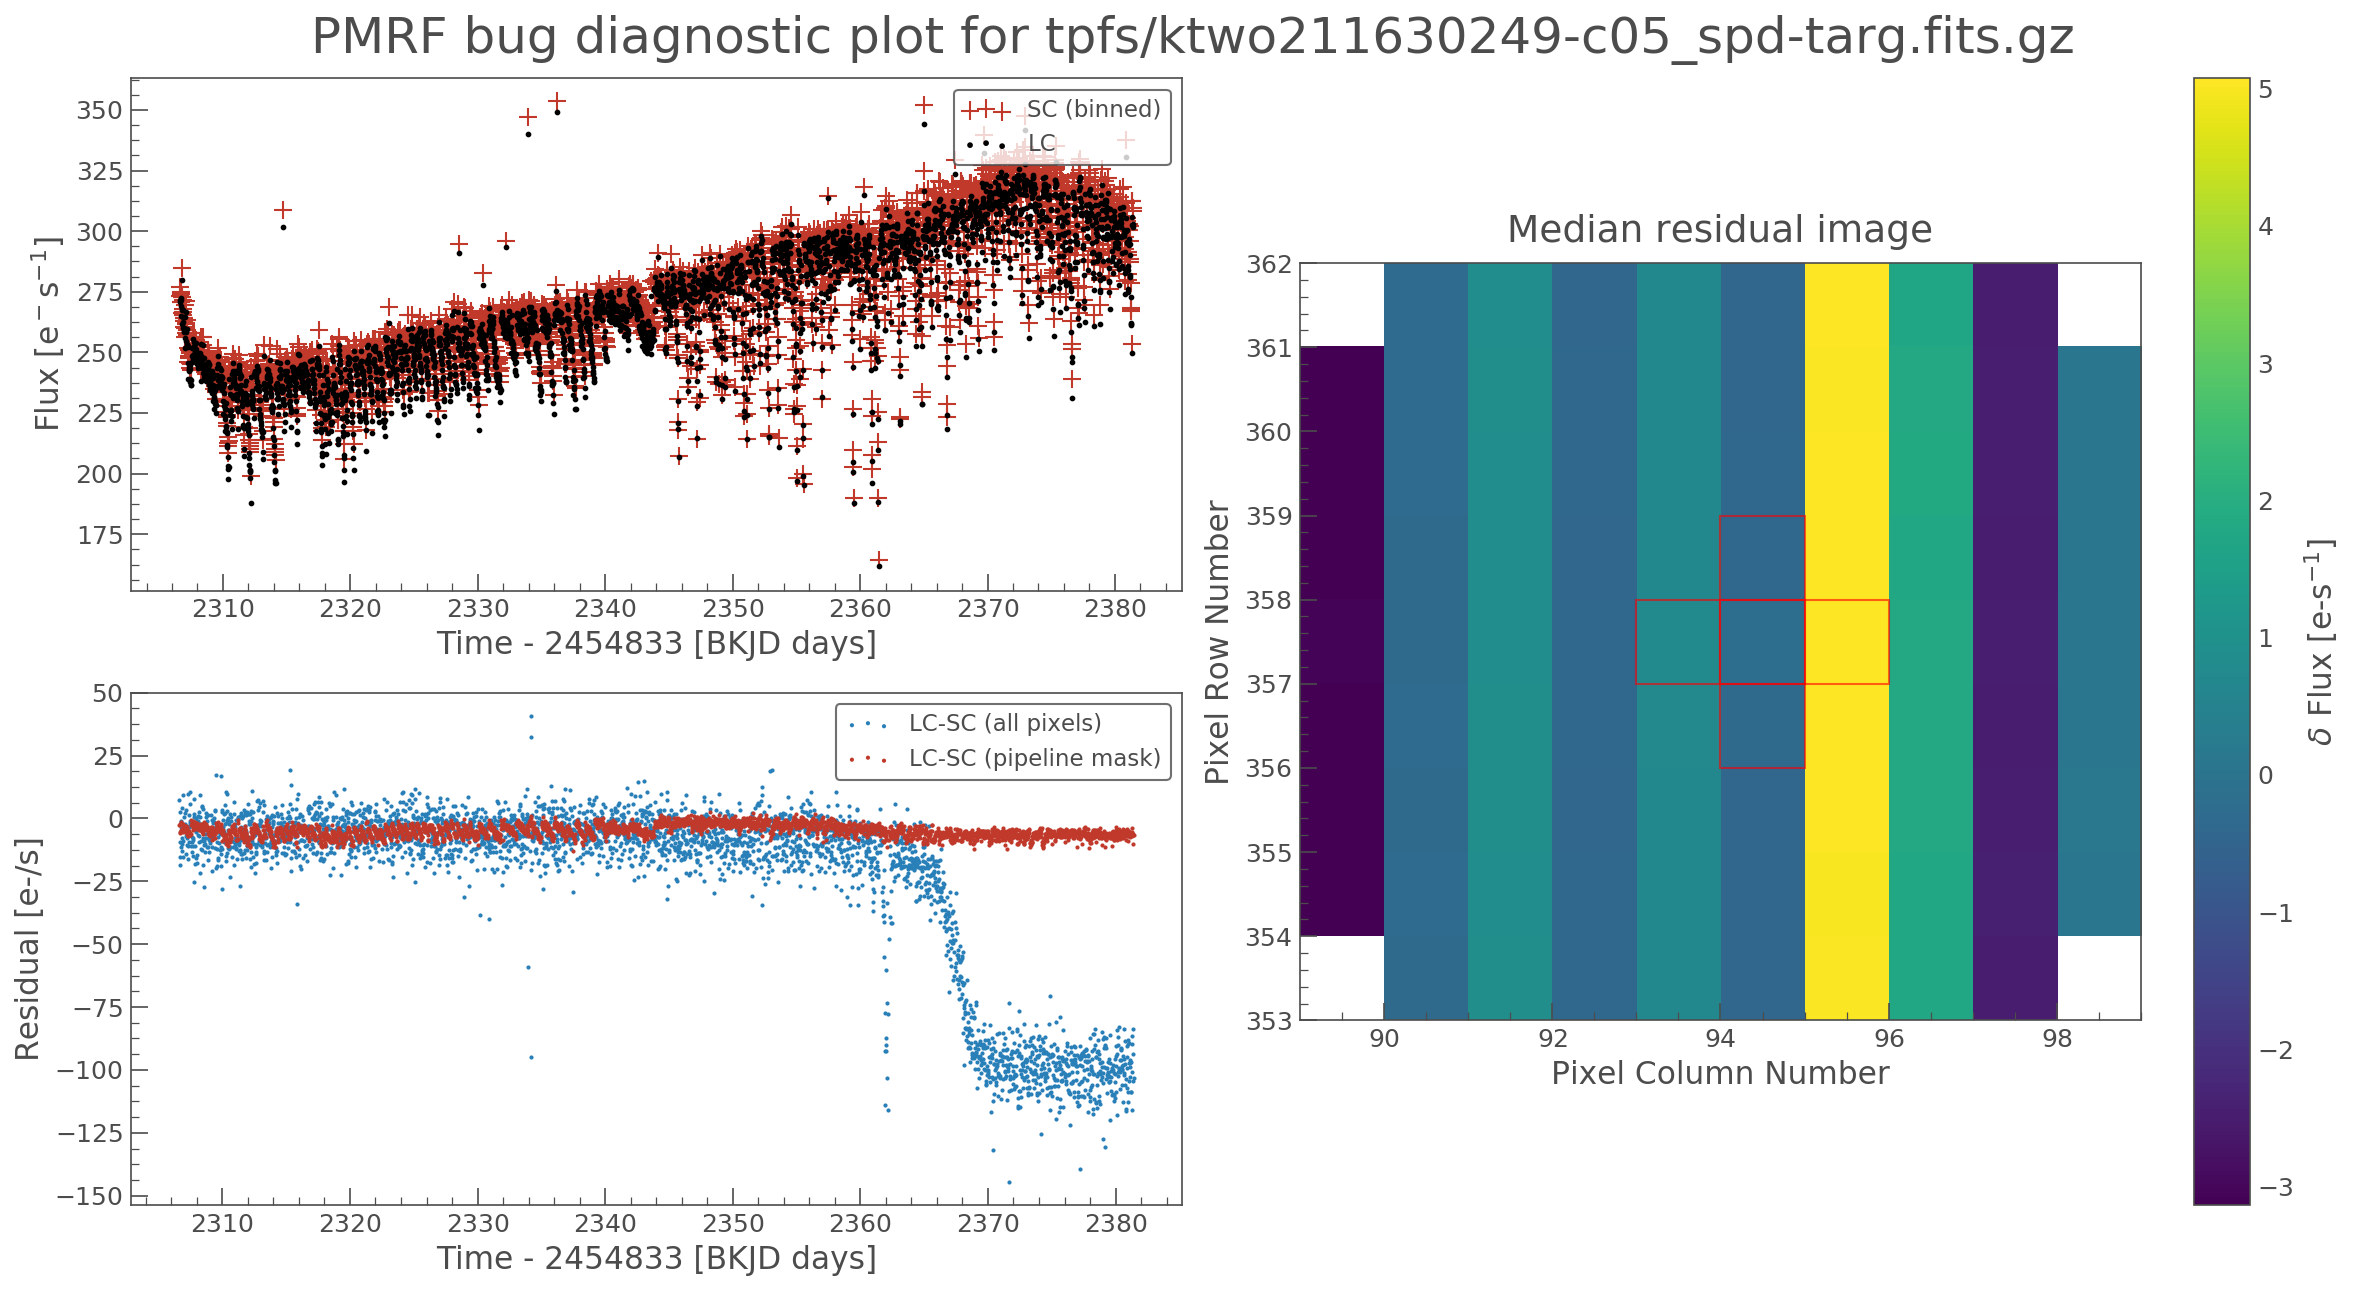 PMRF bug diagnostic plot for tpfs/ktwo211630249-c05_spd-targ.fits.gz
350
325
300
275
250
225
200
175
Flux [e⁻ s⁻¹]
SC (binned)
LC
2310 2320 2330 2340 2350 2360 2370 2380
Time - 2454833 [BKJD days]
50
25
0
−25
−50
−75
−100
−125
−150
Residual [e-/s]
LC-SC (all pixels)
LC-SC (pipeline mask)
2310 2320 2330 2340 2350 2360 2370 2380
Time - 2454833 [BKJD days]
Median residual image
362
361
360
359
358
357
356
355
354
353
Pixel Row Number
90 92 94 96 98
Pixel Column Number
5
4
3
2
1
0
−1
−2
−3
δ Flux [e-s⁻¹]